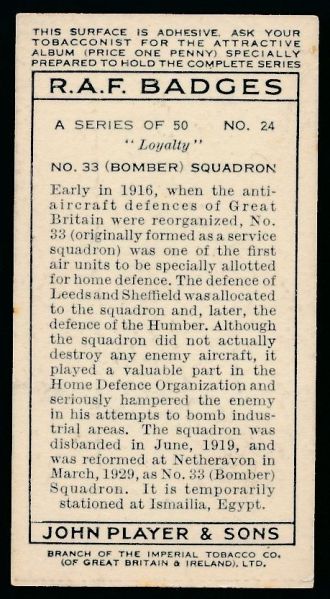 THIS SURFACE IS ADHESIVE. ASK YOUR
TOBACCONIST FOR THE ATTRACTIVE
ALBUM (PRICE ONE PENNY) SPECIALLY
PREPARED TO HOLD THE COMPLETE SERIES
R.A.F. BADGES
A SERIES OF 50 NO. 24
"Loyalty"
NO. 33 (BOMBER) SQUADRON
Early in 1916, when the anti-
aircraft defences of Great
Britain were reorganized, No.
33 (originally formed as a service
squadron) was one of the first
air units to be specially allotted
for home defence. The defence of
Leeds and Sheffield was allocated
to the squadron and, later, the
defence of the Humber. Although
the squadron did not actually
destroy any enemy aircraft, it
played a valuable part in the
Home Defence Organization and
seriously hampered the enemy
in his attempts to bomb indus-
trial areas. The squadron was
disbanded in June, 1919, and
was reformed at Netheravon in
March, 1929, as No. 33 (Bomber)
Squadron. It is temporarily
stationed at Ismailia, Egypt.
JOHN PLAYER & SONS
BRANCH OF THE IMPERIAL TOBACCO CO.
(OF GREAT BRITAIN & IRELAND), LTD.